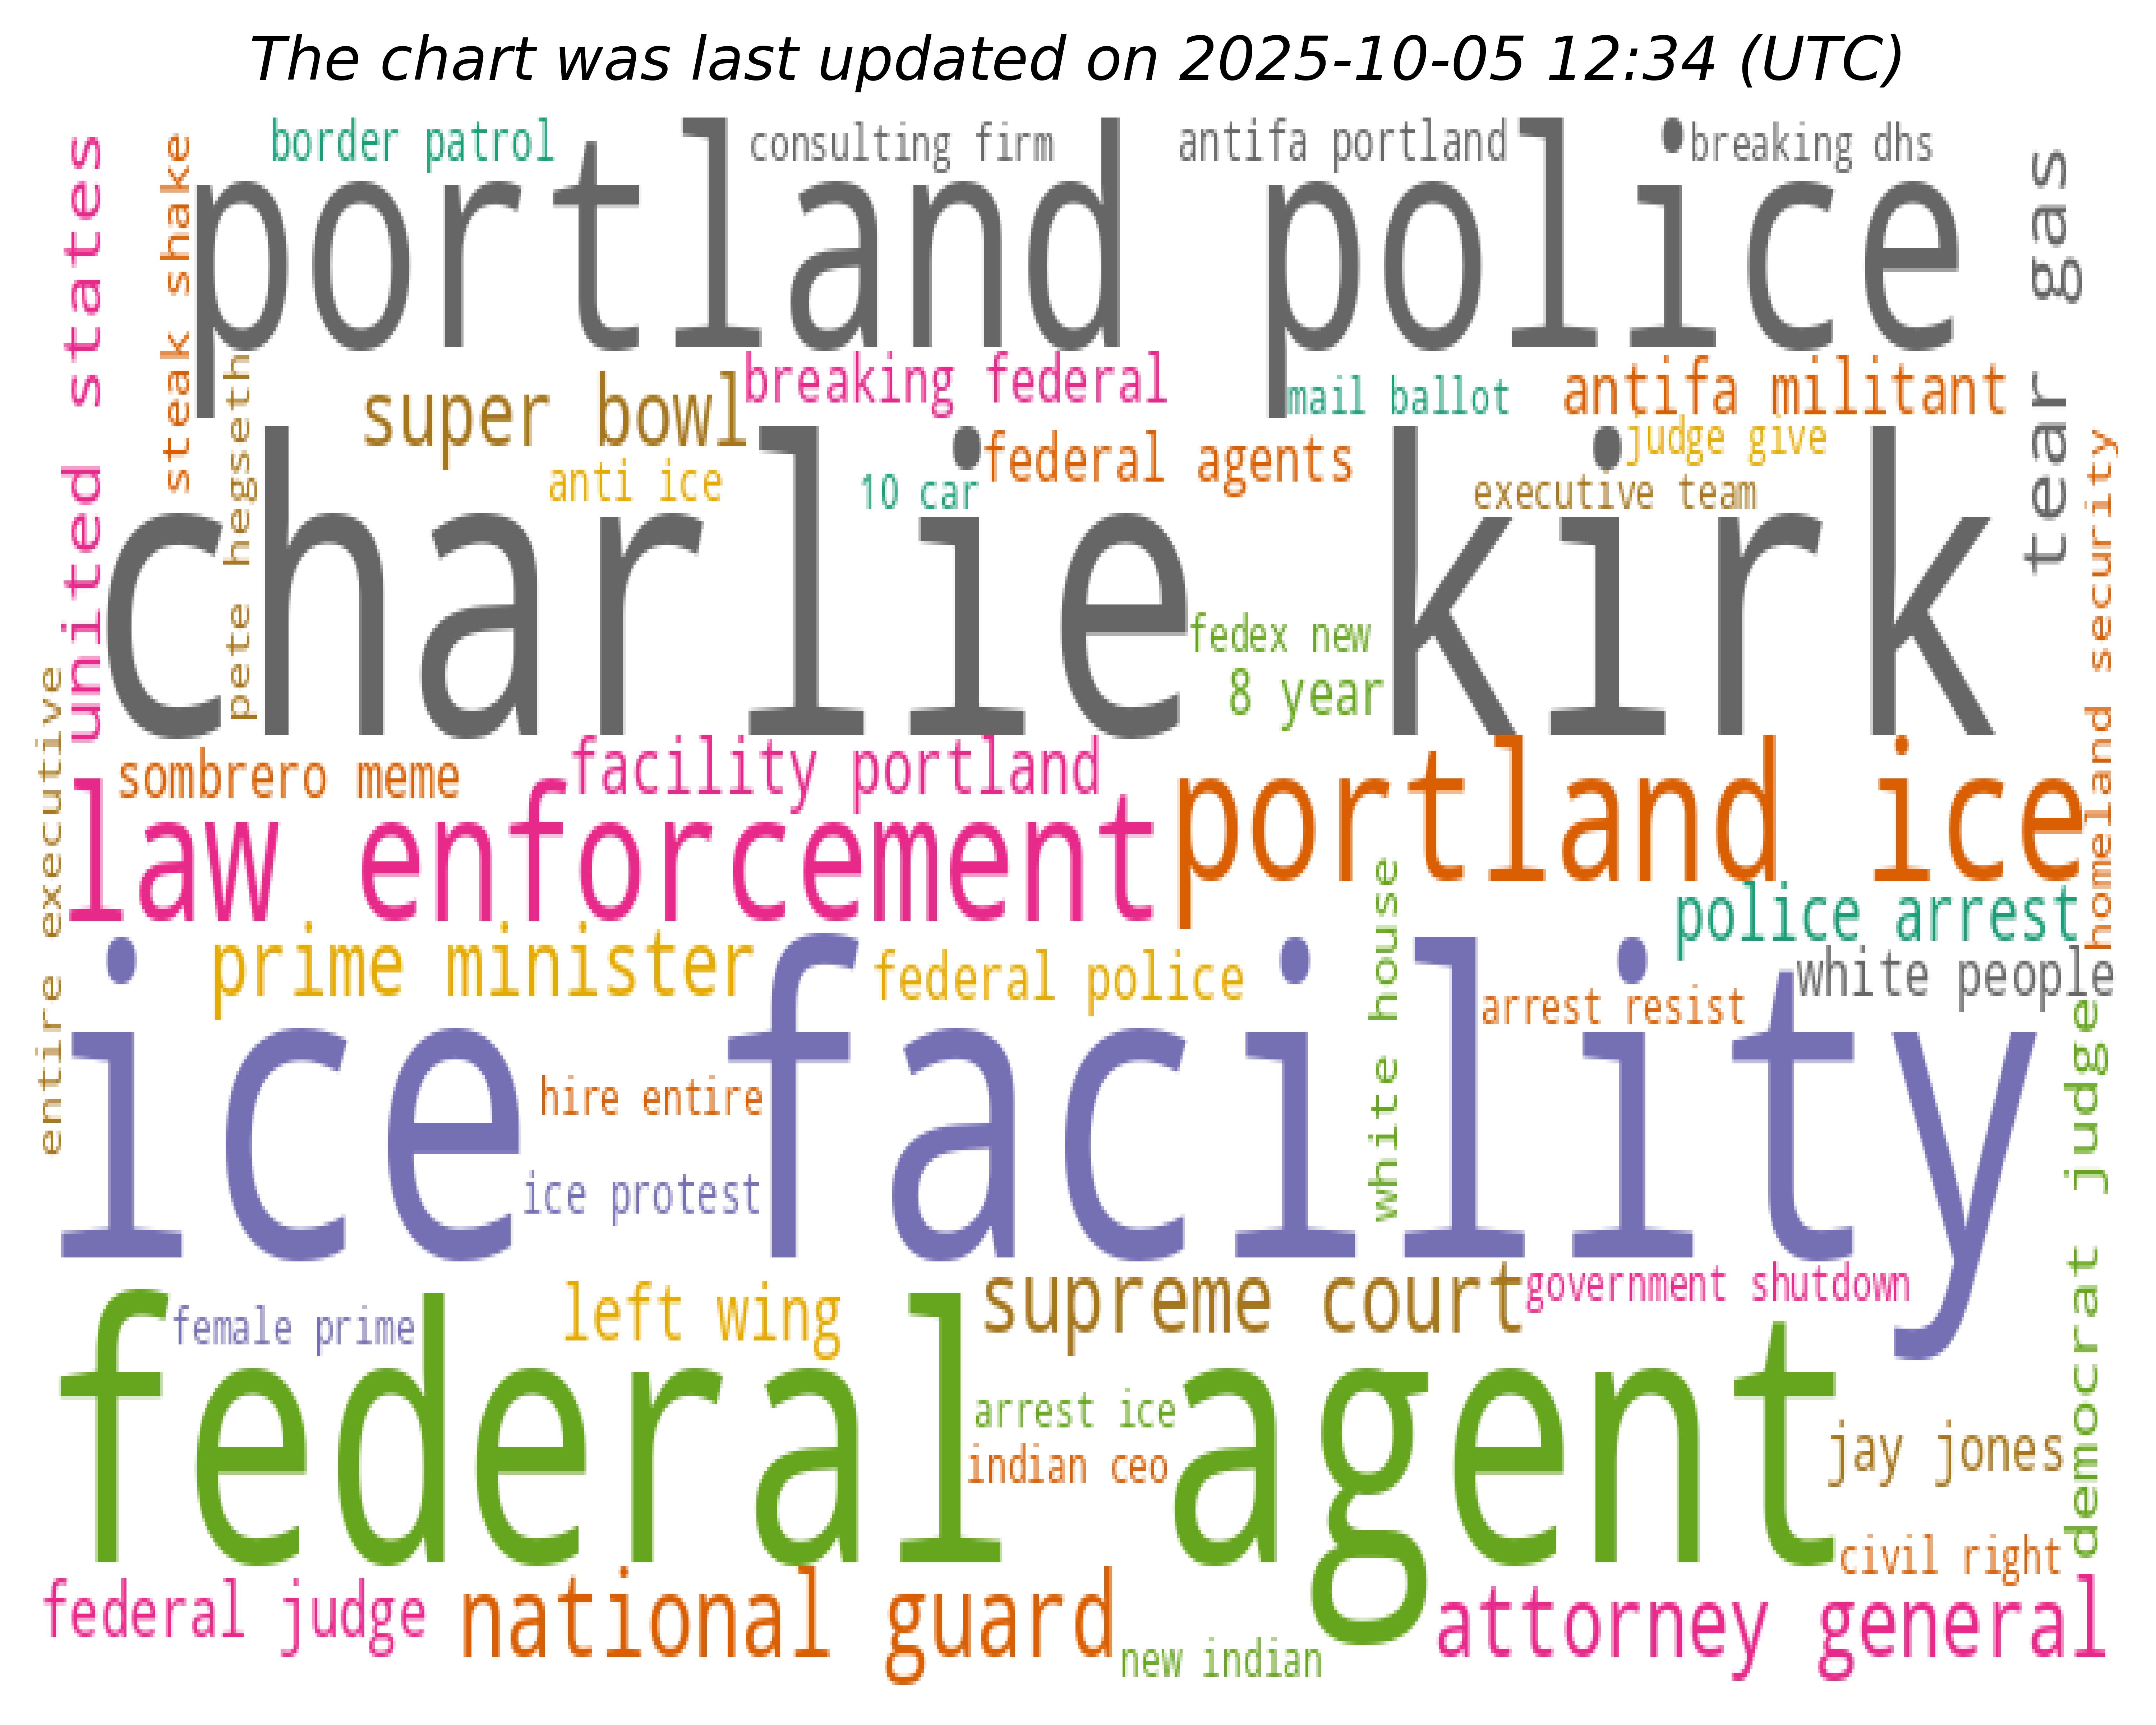 The chart was last updated on 2025-10-05 12:34 (UTC)
border patrol
consulting firm
antifa portland
breaking dhs
united states
steak shake
portland police
tear gas
pete hegseth
super bowl
breaking federal
mail ballot
antifa militant
anti ice
10 car
federal agents
judge give
executive team
homeland security
charlie kirk
fedex new
8 year
entire executive
sombrero meme
facility portland
law enforcement
portland ice
police arrest
prime minister
federal police
white house
arrest resist
white people
ice facility
hire entire
ice protest
democrat judge
female prime
left wing
supreme court
government shutdown
federal agent
arrest ice
indian ceo
jay jones
civil right
federal judge
national guard
new indian
attorney general